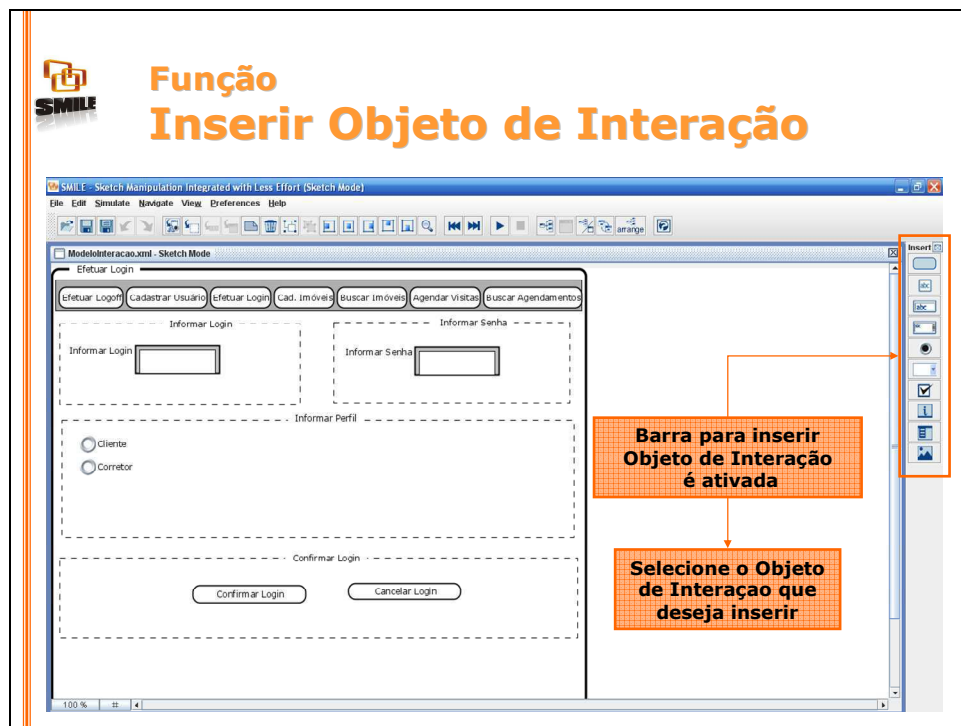 SMILE
Função
Inserir Objeto de Interação
SMILE - Sketch Manipulation Integrated with Less Effort (Sketch Mode)
File Edit Simulate Navigate View Preferences Help
arrange
ModeloInteracao.xml - Sketch Mode
Insert
Efetuar Login
Efetuar Logoff Cadastrar Usuário Efetuar Login Cad. Imóveis Buscar Imóveis Agendar Visitas Buscar Agendamentos
Informar Login
Informar Senha
Informar Login
Informar Senha
Informar Perfil
Cliente
Corretor
Confirmar Login
Confirmar Login
Cancelar Login
Barra para inserir
Objeto de Interação
é ativada
Selecione o Objeto
de Interaçao que
deseja inserir
abc
abc
100 %